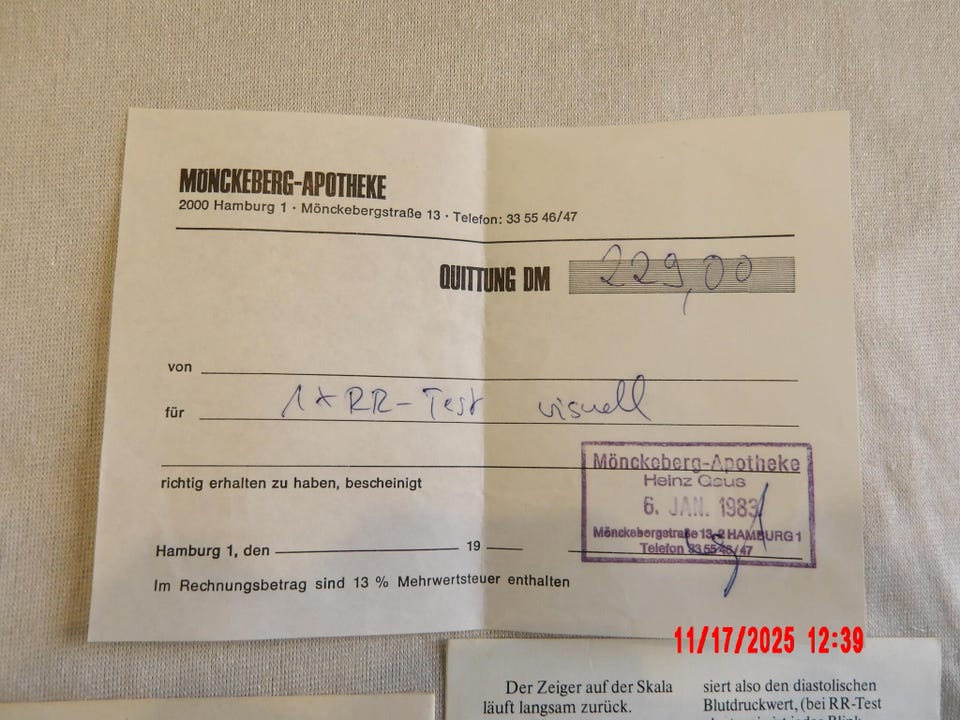 MÖNCKEBERG-APOTHEKE
2000 Hamburg 1 · Mönckebergstraße 13 · Telefon: 33 55 46/47
QUITTUNG DM 229,00
von
für 1 x RR-Test visuell
richtig erhalten zu haben, bescheinigt
Mönckeberg-Apotheke
Heinz Gaus
6. JAN. 1983
Mönckebergstraße 13, 2 HAMBURG 1
Telefon 33 55 46/47
Hamburg 1, den 19
Im Rechnungsbetrag sind 13 % Mehrwertsteuer enthalten
11/17/2025 12:39
Der Zeiger auf der Skala
läuft langsam zurück.
siert also den diastolischen
Blutdruckwert, (bei RR-Test